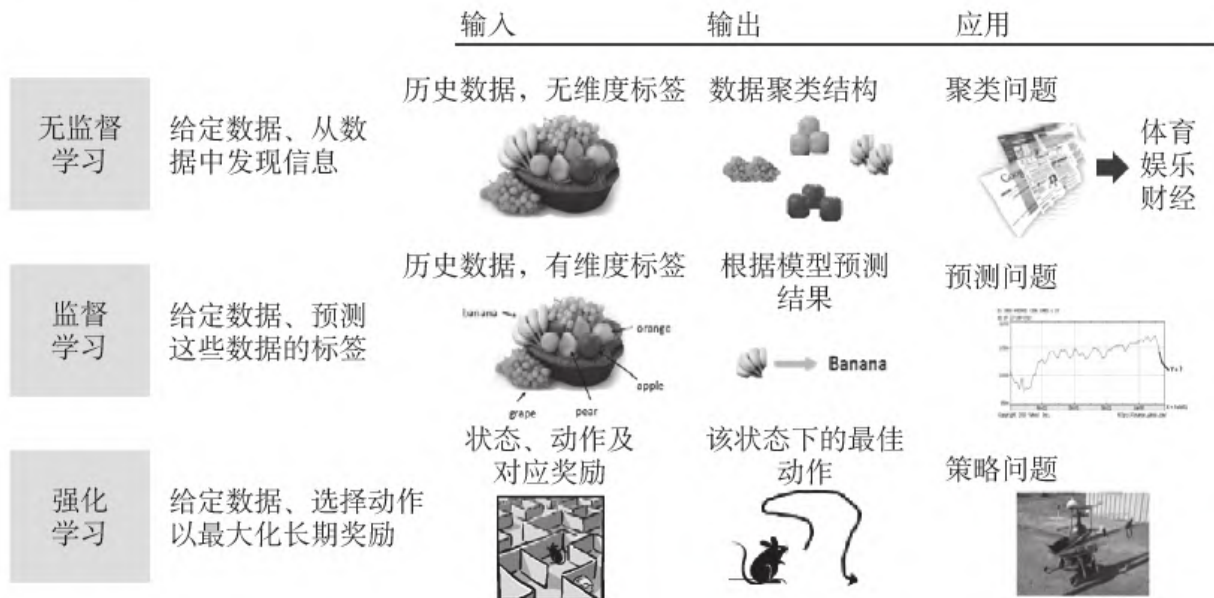 输入 输出 应用
无监督
学习
给定数据、从数
据中发现信息
历史数据，无维度标签
数据聚类结构
聚类问题
体育
娱乐
财经
监督
学习
给定数据、预测
这些数据的标签
历史数据，有维度标签
banana
orange
apple
pear
grape
根据模型预测
结果
Banana
预测问题
强化
学习
给定数据、选择动作
以最大化长期奖励
状态、动作及
对应奖励
该状态下的最佳
动作
策略问题